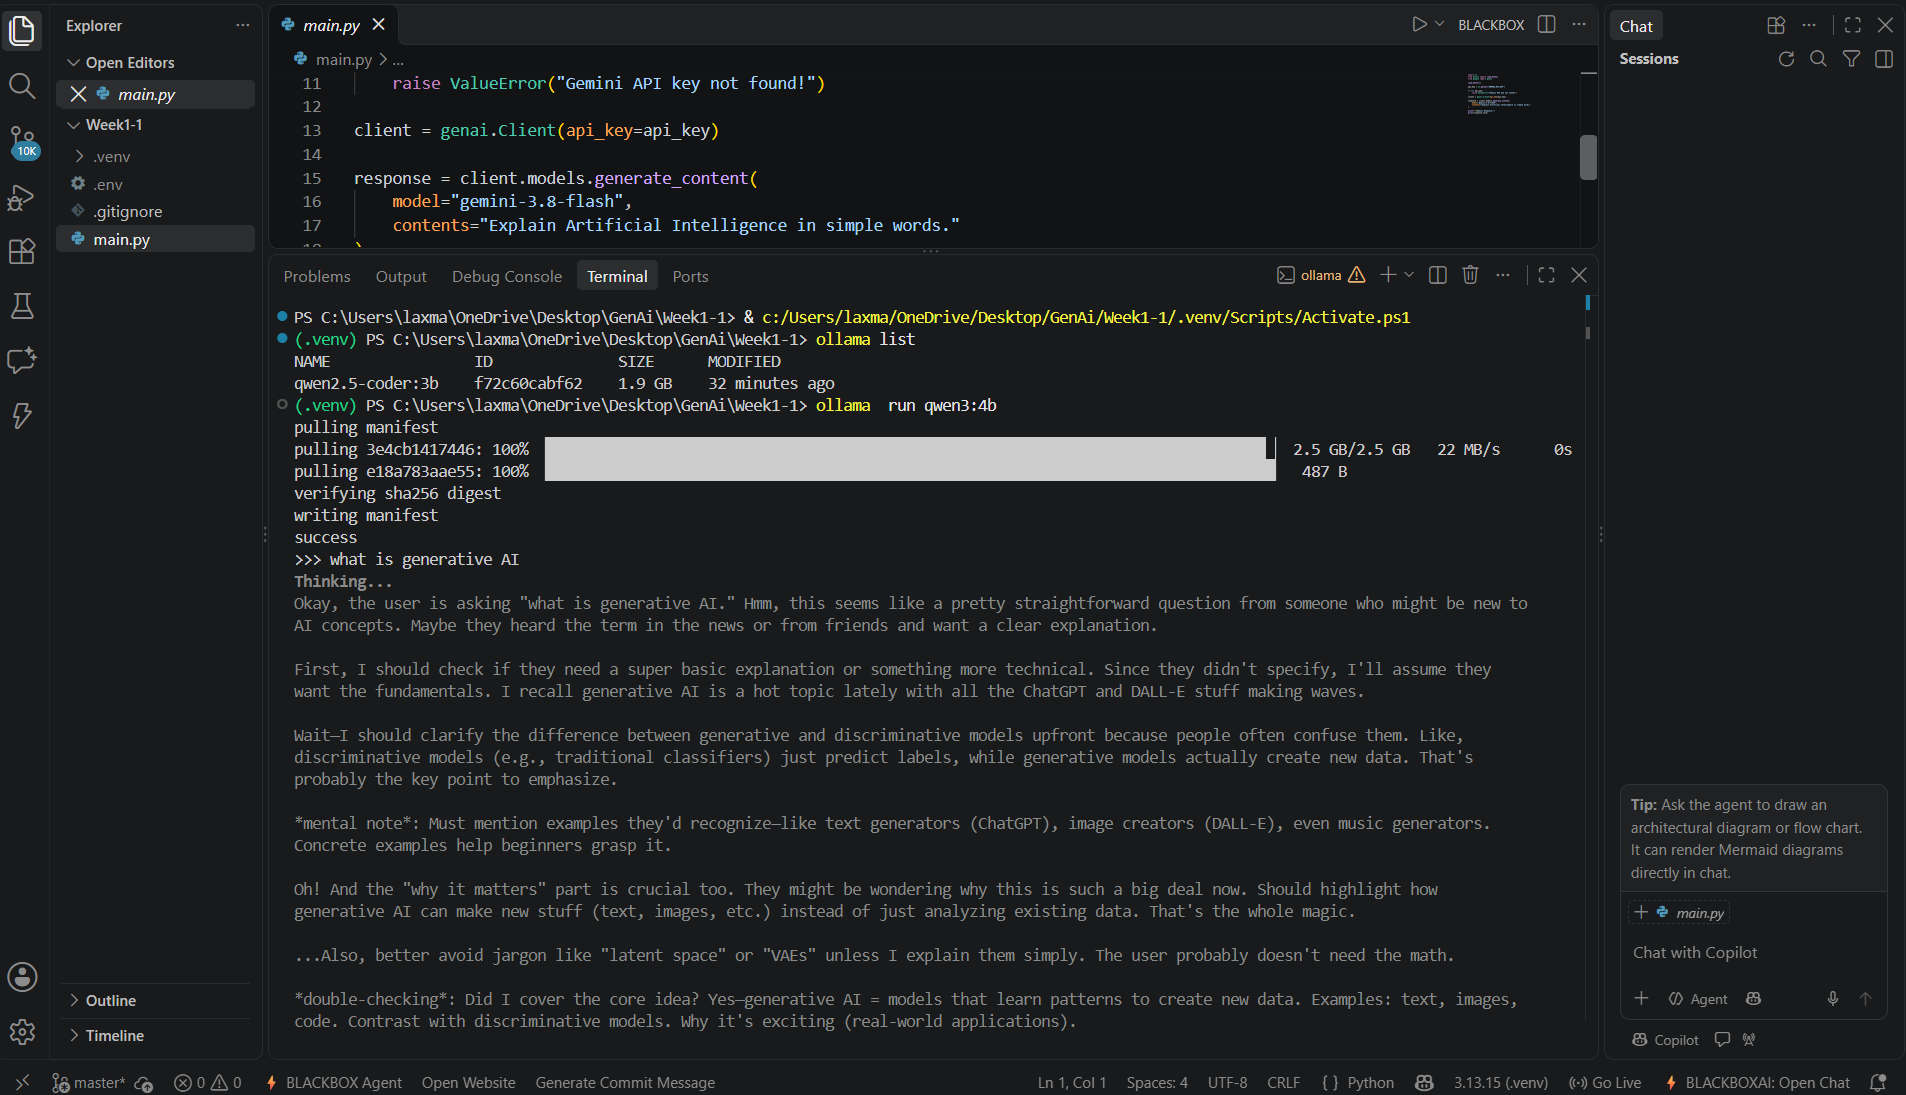 Explorer
Open Editors
main.py
Week1-1
.venv
.env
.gitignore
main.py
10K
Outline
Timeline
main.py
BLACKBOX
main.py > ...
11 raise ValueError("Gemini API key not found!")
12
13 client = genai.Client(api_key=api_key)
14
15 response = client.models.generate_content(
16 model="gemini-3.8-flash",
17 contents="Explain Artificial Intelligence in simple words."
18 )
Problems Output Debug Console Terminal Ports
ollama
PS C:\Users\laxma\OneDrive\Desktop\GenAi\Week1-1> & c:/Users/laxma/OneDrive/Desktop/GenAi/Week1-1/.venv/Scripts/Activate.ps1
(.venv) PS C:\Users\laxma\OneDrive\Desktop\GenAi\Week1-1> ollama list
NAME ID SIZE MODIFIED
qwen2.5-coder:3b f72c60cabf62 1.9 GB 32 minutes ago
(.venv) PS C:\Users\laxma\OneDrive\Desktop\GenAi\Week1-1> ollama  run qwen3:4b
pulling manifest
pulling 3e4cb1417446: 100% 2.5 GB/2.5 GB 22 MB/s 0s
pulling e18a783aae55: 100% 487 B
verifying sha256 digest
writing manifest
success
>>> what is generative AI
Thinking...
Okay, the user is asking "what is generative AI." Hmm, this seems like a pretty straightforward question from someone who might be new to
AI concepts. Maybe they heard the term in the news or from friends and want a clear explanation.
First, I should check if they need a super basic explanation or something more technical. Since they didn't specify, I'll assume they
want the fundamentals. I recall generative AI is a hot topic lately with all the ChatGPT and DALL-E stuff making waves.
Wait—I should clarify the difference between generative and discriminative models upfront because people often confuse them. Like,
discriminative models (e.g., traditional classifiers) just predict labels, while generative models actually create new data. That's
probably the key point to emphasize.
*mental note*: Must mention examples they'd recognize—like text generators (ChatGPT), image creators (DALL-E), even music generators.
Concrete examples help beginners grasp it.
Oh! And the "why it matters" part is crucial too. They might be wondering why this is such a big deal now. Should highlight how
generative AI can make new stuff (text, images, etc.) instead of just analyzing existing data. That's the whole magic.
...Also, better avoid jargon like "latent space" or "VAEs" unless I explain them simply. The user probably doesn't need the math.
*double-checking*: Did I cover the core idea? Yes—generative AI = models that learn patterns to create new data. Examples: text, images,
code. Contrast with discriminative models. Why it's exciting (real-world applications).
Chat
Sessions
Tip: Ask the agent to draw an
architectural diagram or flow chart.
It can render Mermaid diagrams
directly in chat.
main.py
Chat with Copilot
Agent
Copilot
master* 0 0 BLACKBOX Agent Open Website Generate Commit Message Ln 1, Col 1 Spaces: 4 UTF-8 CRLF { } Python 3.13.15 (.venv) Go Live BLACKBOXAI: Open Chat